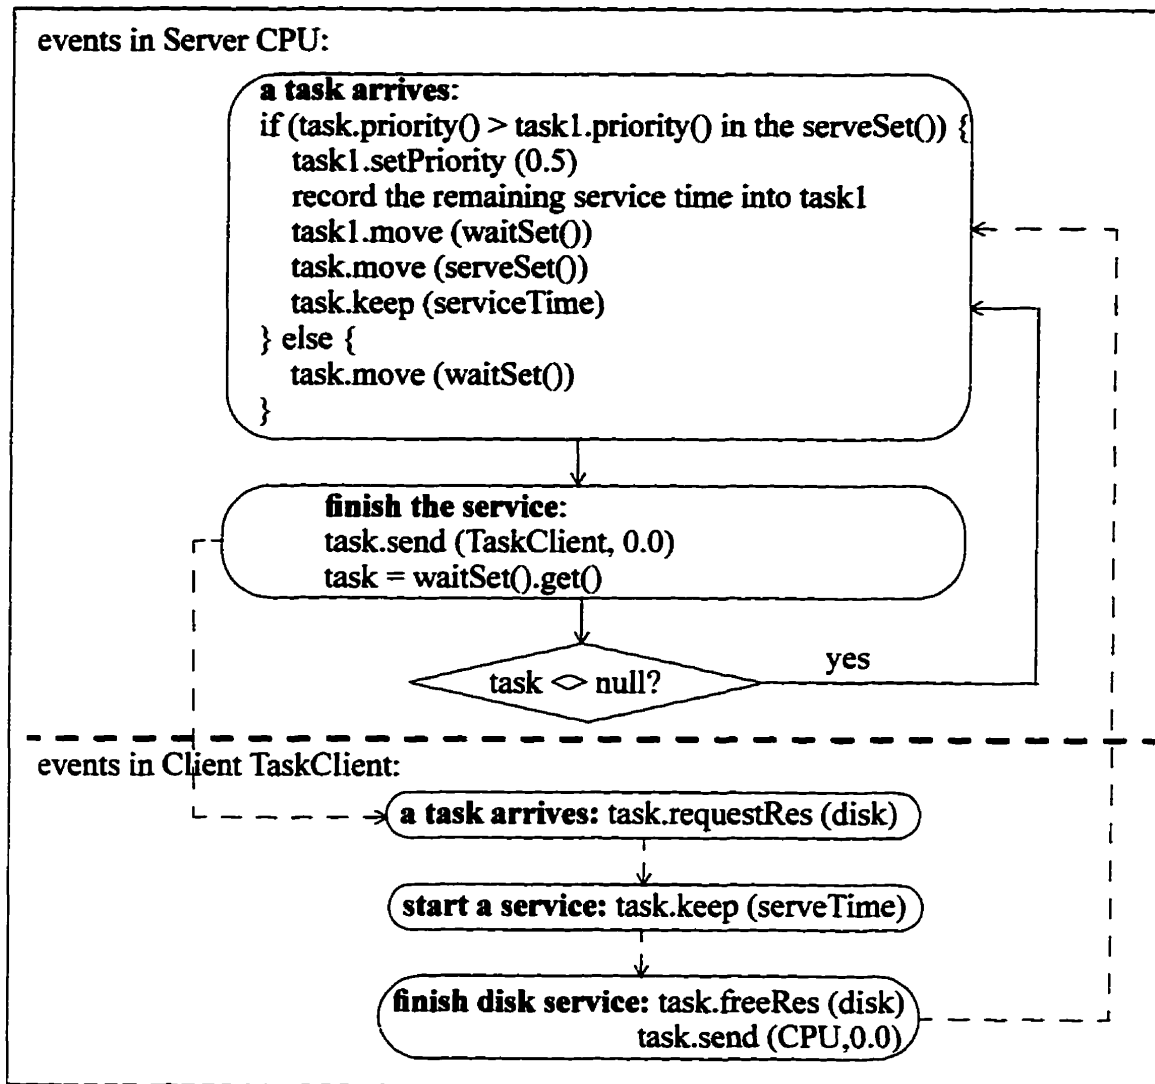 events in Server CPU:
a task arrives:
if (task.priority() > task1.priority() in the serveSet()) {
task1.setPriority (0.5)
record the remaining service time into task1
task1.move (waitSet())
task.move (serveSet())
task.keep (serviceTime)
} else {
task.move (waitSet())
}
finish the service:
task.send (TaskClient, 0.0)
task = waitSet().get()
task <> null?
yes
events in Client TaskClient:
a task arrives: task.requestRes (disk)
start a service: task.keep (serveTime)
finish disk service: task.freeRes (disk)
task.send (CPU,0.0)